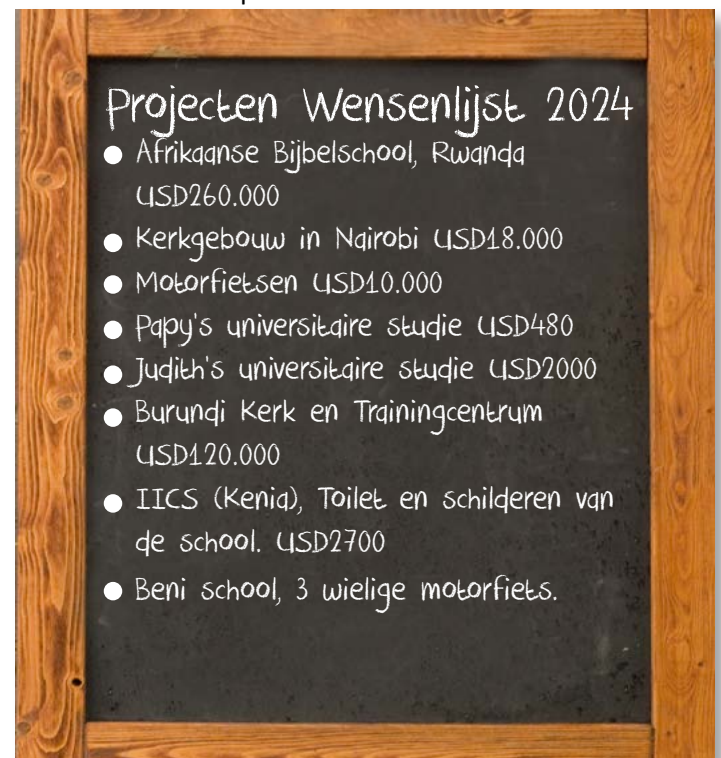 Projecten Wensenlijst 2024
● Afrikaanse Bijbelschool, Rwanda
USD260.000
● Kerkgebouw in Nairobi USD18.000
● Motorfietsen USD10.000
● Papy's universitaire studie USD480
● Judith's universitaire studie USD2000
● Burundi Kerk en Trainingcentrum
USD120.000
● IICS (Kenia), Toilet en schilderen van
de school. USD2700
● Beni school, 3 wielige motorfiets.